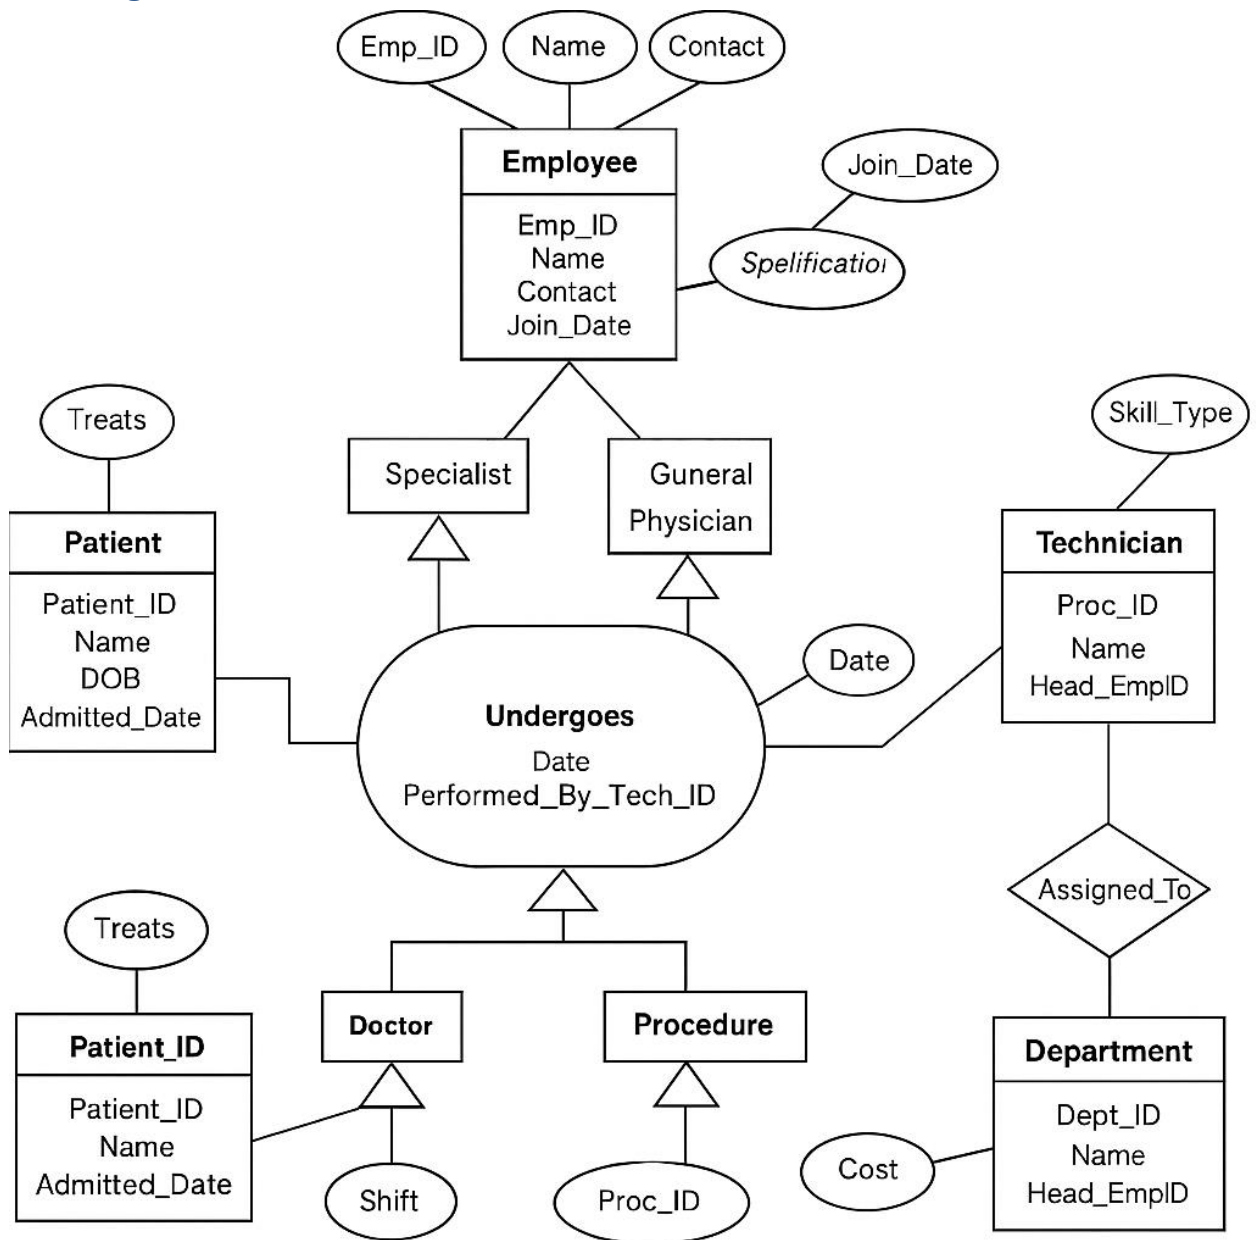 Emp_ID
Name
Contact
Employee
Emp_ID
Name
Contact
Join_Date
Join_Date
Spelification
Specialist
Guneral
Physician
Treats
Patient
Patient_ID
Name
DOB
Admitted_Date
Skill_Type
Technician
Proc_ID
Name
Head_EmpID
Date
Undergoes
Date
Performed_By_Tech_ID
Assigned_To
Treats
Patient_ID
Patient_ID
Name
Admitted_Date
Doctor
Procedure
Shift
Proc_ID
Department
Dept_ID
Name
Head_EmpID
Cost